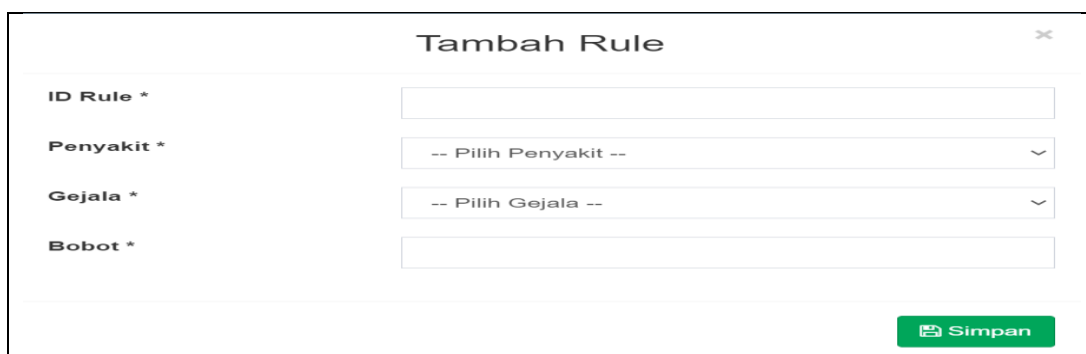 Tambah Rule
×
ID Rule *
Penyakit *
-- Pilih Penyakit --
Gejala *
-- Pilih Gejala --
Bobot *
Simpan